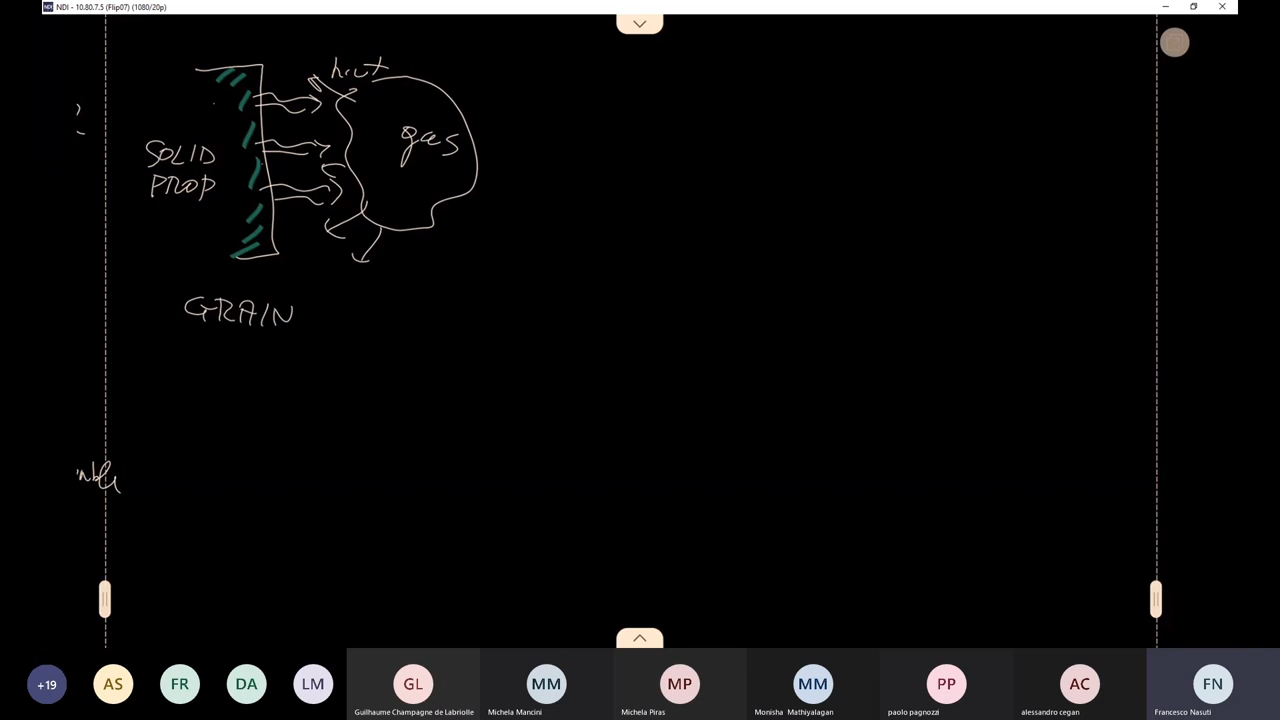 NDI - 10.80.7.5 (Flip07) (1080/20p)
heat
gas
SOLID
PROP
GRAIN
+19
AS
FR
DA
LM
GL
MM
MP
MM
PP
AC
FN
Guilhaume Champagne de Labriolle
Michela Mancini
Michela Piras
Monisha Mathiyalagan
paolo pagnozzi
alessandro cegan
Francesco Nasuti